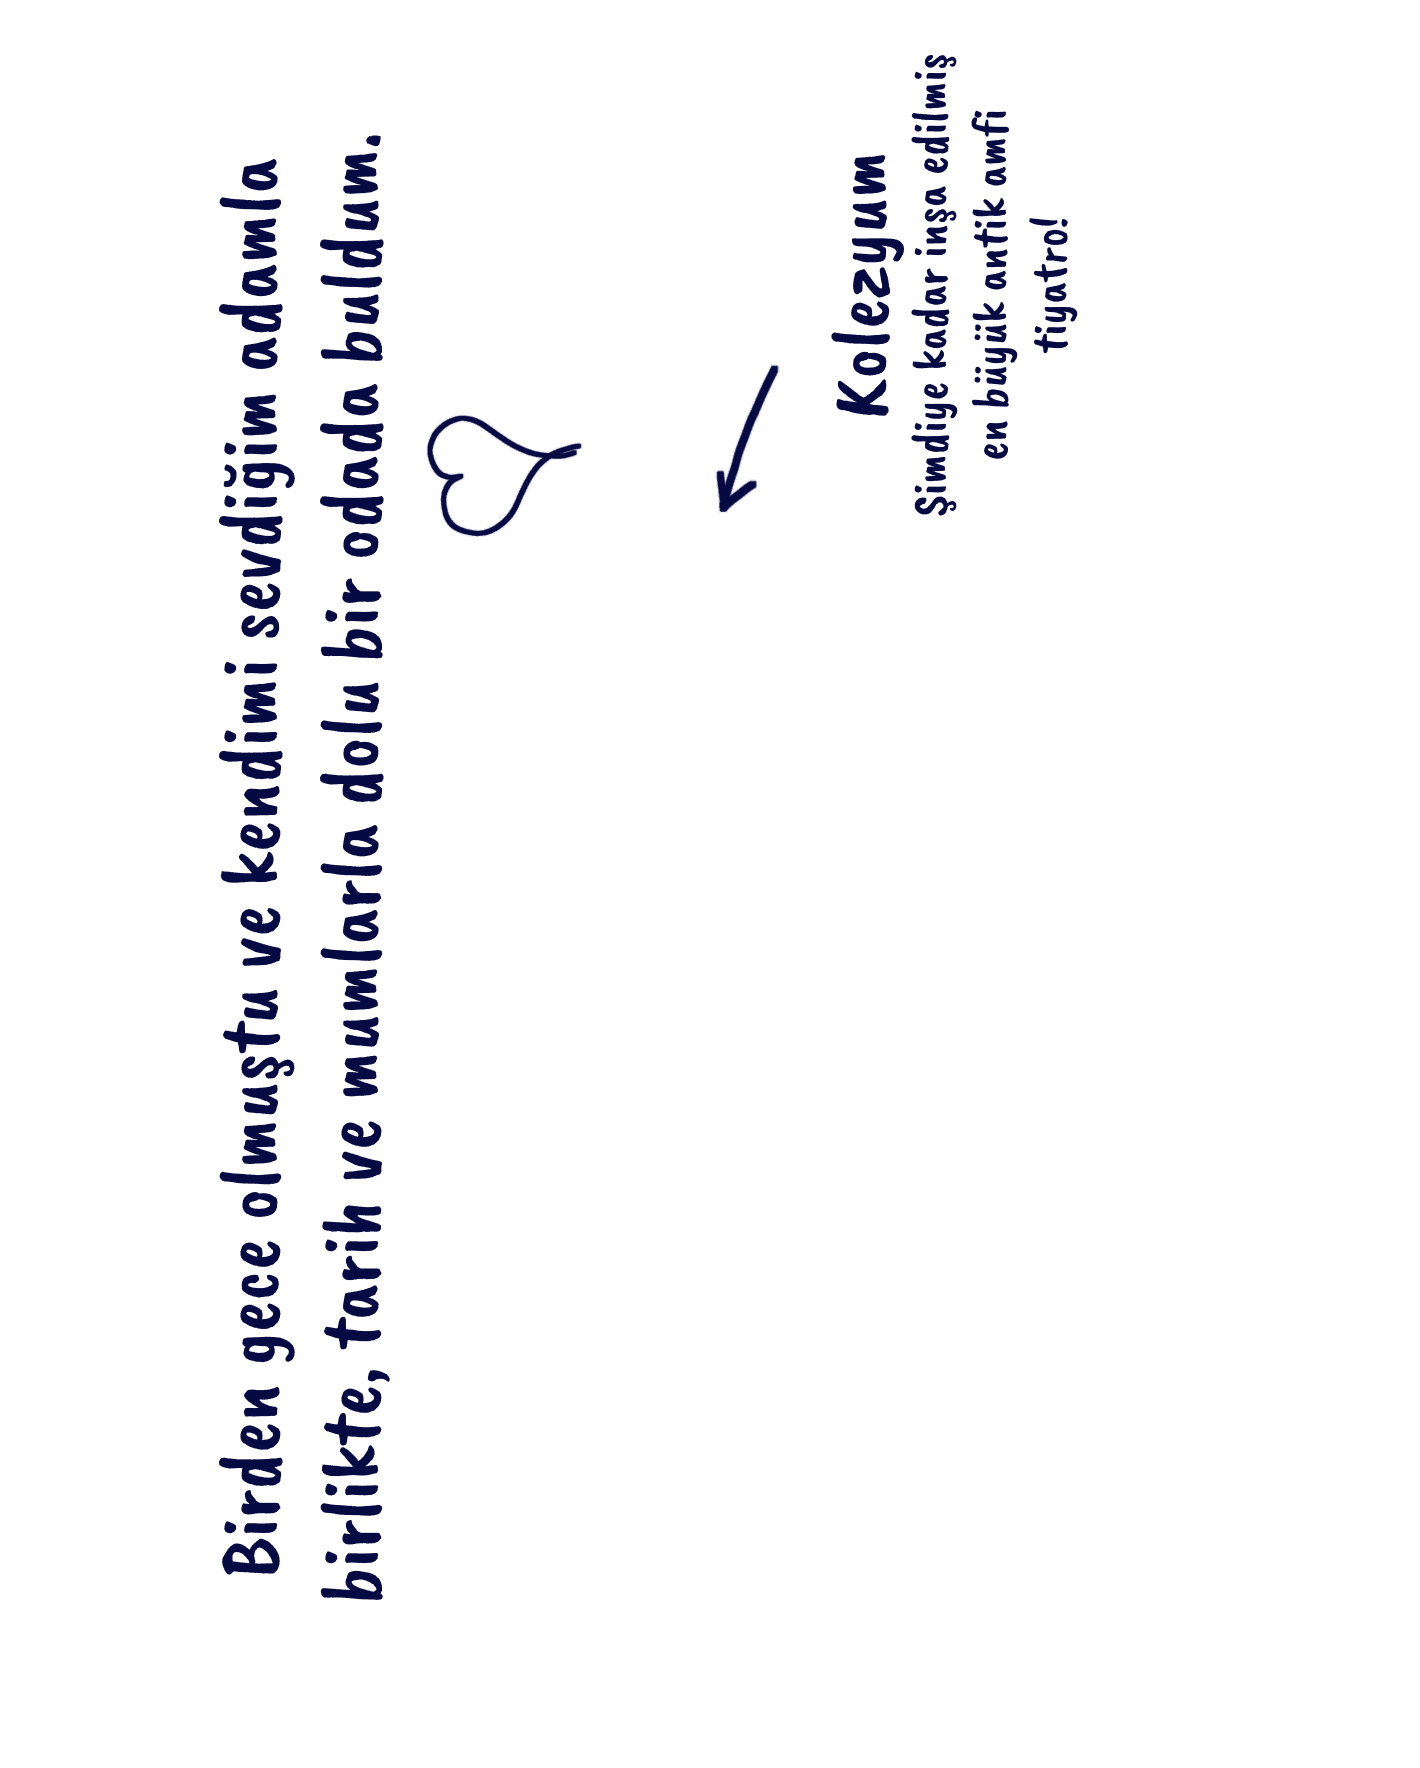 Birden gece olmuştu ve kendimi sevdiğim adamla
birlikte, tarih ve mumlarla dolu bir odada buldum.
Kolezyum
Şimdiye kadar inşa edilmiş
en büyük antik amfi
tiyatro!